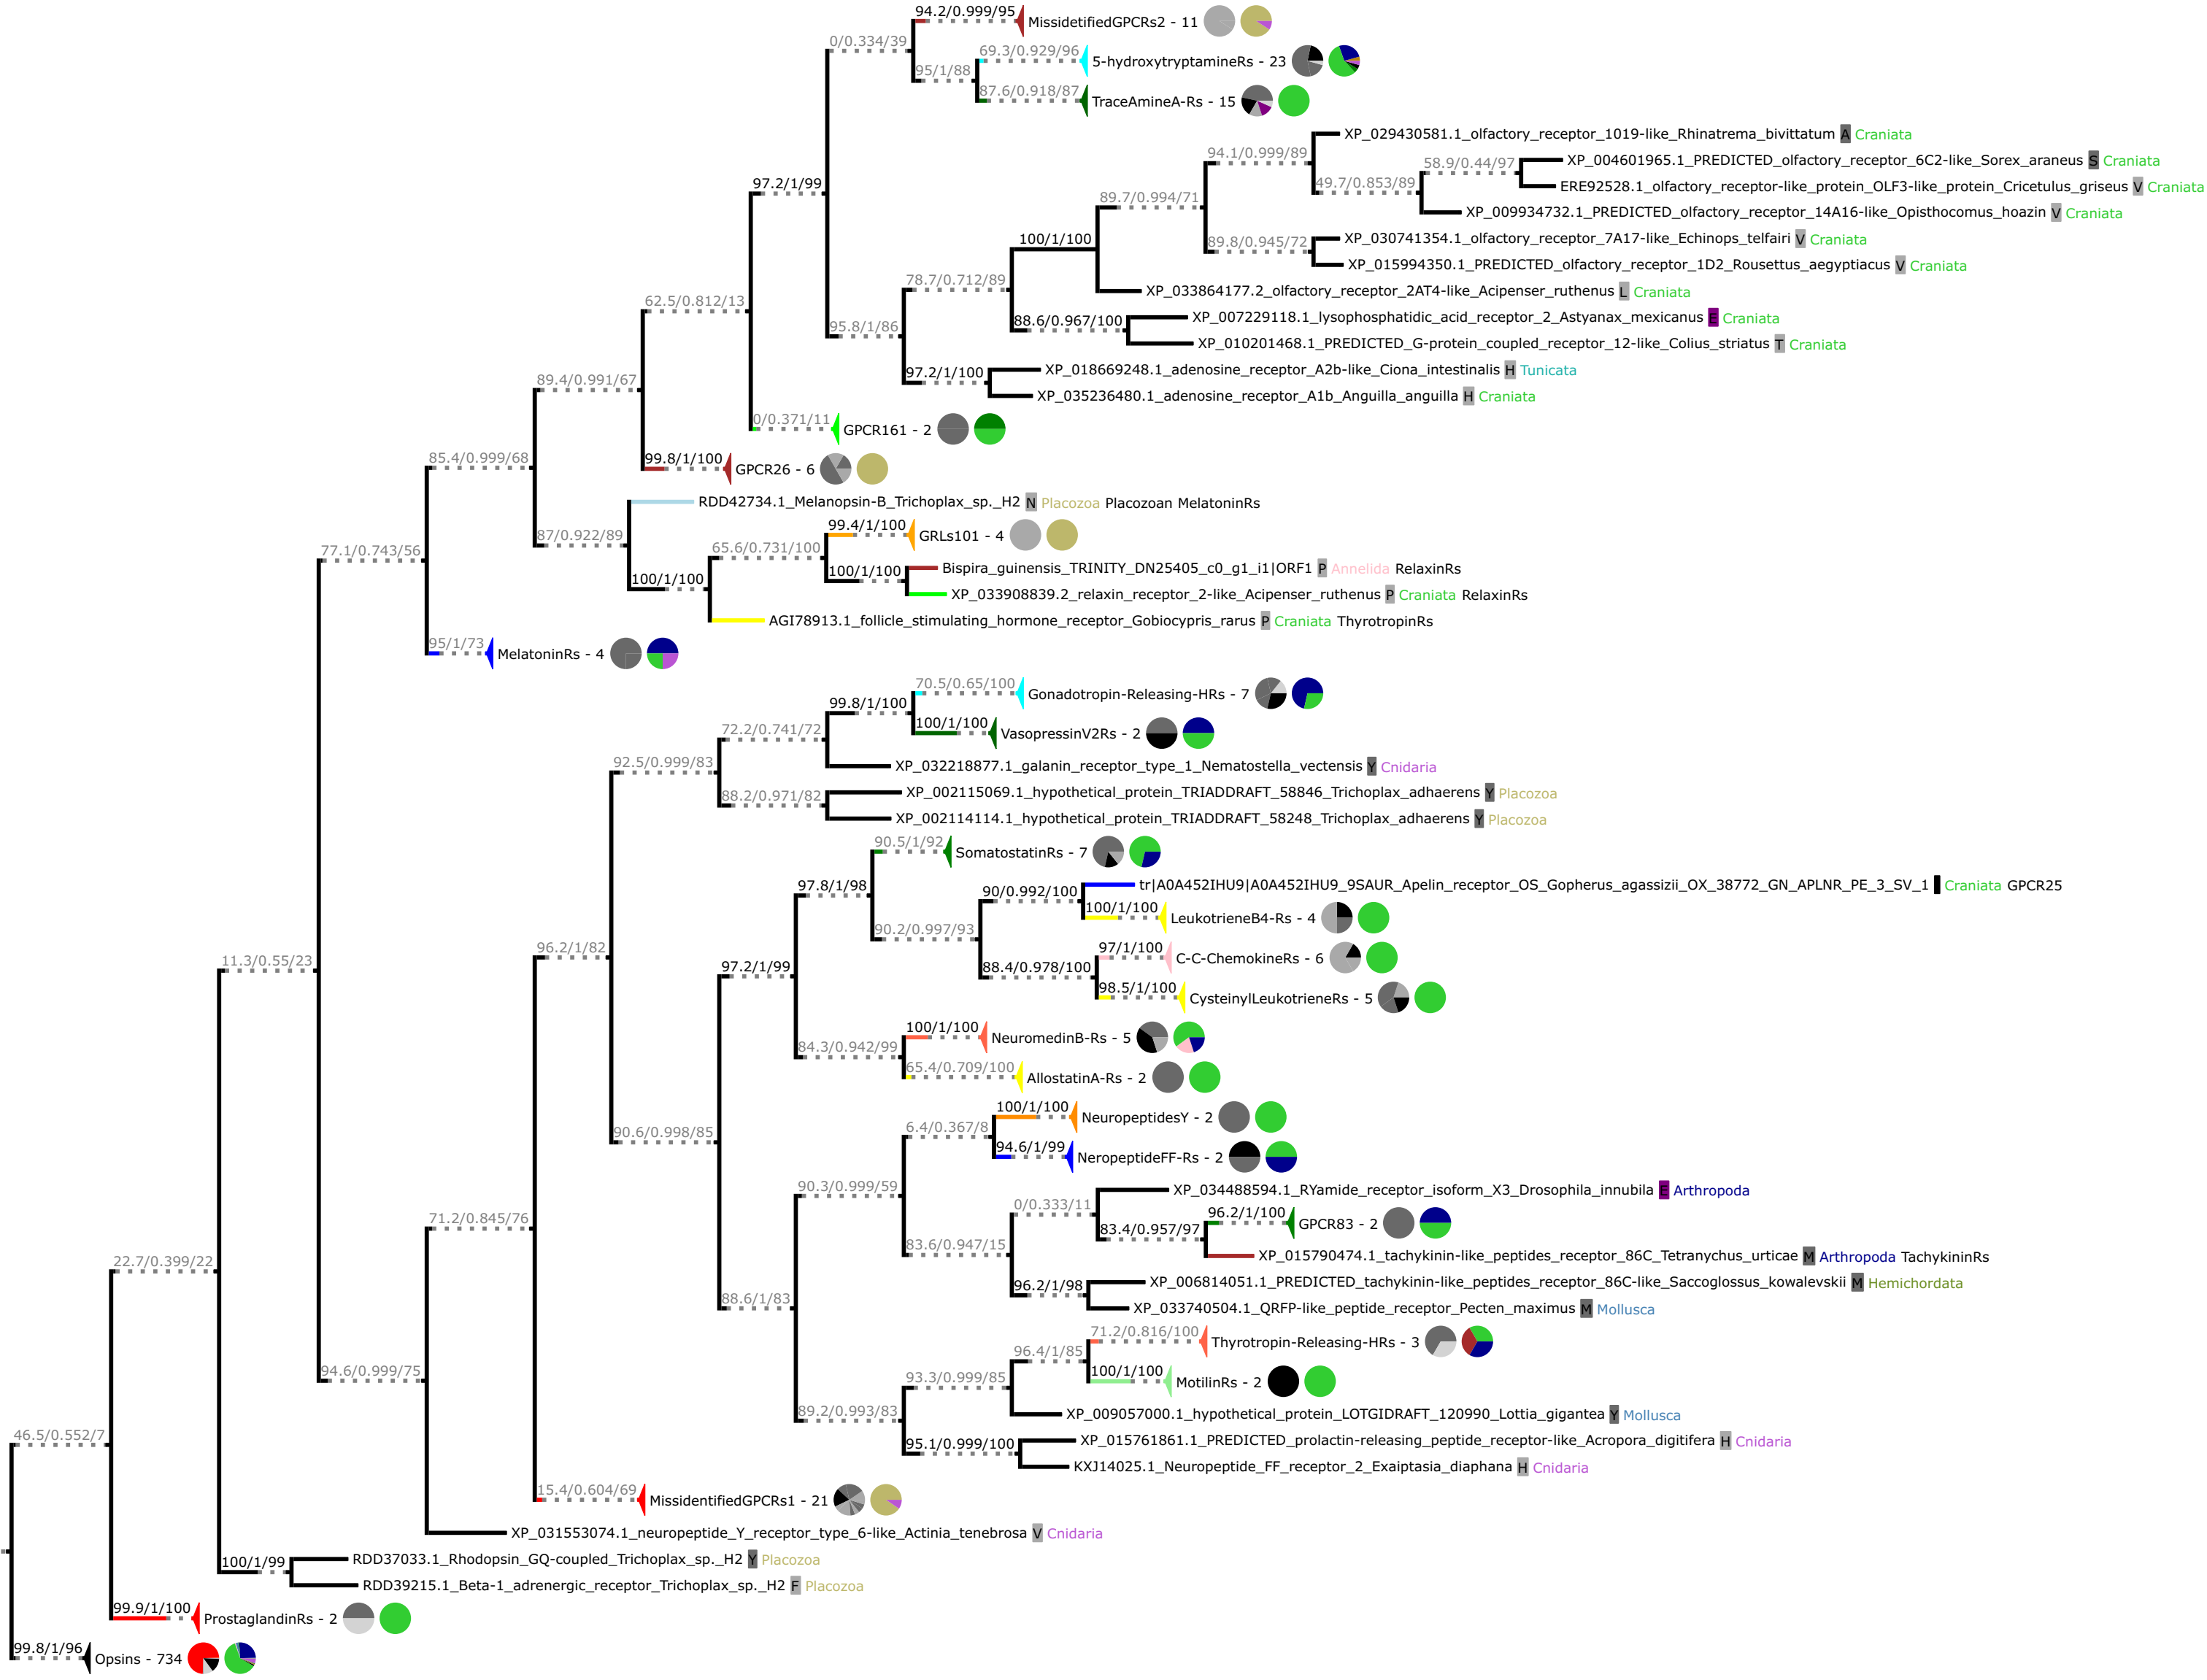 94.2/0.999/95 MissidetifiedGPCRs2 - 11
0/0.334/39
69.3/0.929/96 5-hydroxytryptamineRs - 23
95/1/88
87.6/0.918/87 TraceAmineA-Rs - 15
XP_029430581.1_olfactory_receptor_1019-like_Rhinatrema_bivittatum A Craniata
94.1/0.999/89
58.9/0.44/97 XP_004601965.1_PREDICTED_olfactory_receptor_6C2-like_Sorex_araneus S Craniata
49.7/0.853/89
ERE92528.1_olfactory_receptor-like_protein_OLF3-like_protein_Cricetulus_griseus V Craniata
97.2/1/99
89.7/0.994/71
XP_009934732.1_PREDICTED_olfactory_receptor_14A16-like_Opisthocomus_hoazin V Craniata
100/1/100
89.8/0.945/72
XP_030741354.1_olfactory_receptor_7A17-like_Echinops_telfairi V Craniata
XP_015994350.1_PREDICTED_olfactory_receptor_1D2_Rousettus_aegyptiacus V Craniata
78.7/0.712/89
XP_033864177.2_olfactory_receptor_2AT4-like_Acipenser_ruthenus L Craniata
62.5/0.812/13
88.6/0.967/100 XP_007229118.1_lysophosphatidic_acid_receptor_2_Astyanax_mexicanus E Craniata
95.8/1/86
XP_010201468.1_PREDICTED_G-protein_coupled_receptor_12-like_Colius_striatus T Craniata
97.2/1/100 XP_018669248.1_adenosine_receptor_A2b-like_Ciona_intestinalis H Tunicata
89.4/0.991/67
XP_035236480.1_adenosine_receptor_A1b_Anguilla_anguilla H Craniata
0/0.371/11 GPCR161 - 2
85.4/0.999/68
99.8/1/100 GPCR26 - 6
RDD42734.1_Melanopsin-B_Trichoplax_sp._H2 N Placozoa Placozoan MelatoninRs
87/0.922/89
99.4/1/100 GRLs101 - 4
77.1/0.743/56
65.6/0.731/100
100/1/100 Bispira_guinensis_TRINITY_DN25405_c0_g1_i1|ORF1 P Annelida RelaxinRs
100/1/100
XP_033908839.2_relaxin_receptor_2-like_Acipenser_ruthenus P Craniata RelaxinRs
AGI78913.1_follicle_stimulating_hormone_receptor_Gobiocypris_rarus P Craniata ThyrotropinRs
95/1/73 MelatoninRs - 4
70.5/0.65/100 Gonadotropin-Releasing-HRs - 7
99.8/1/100
100/1/100 VasopressinV2Rs - 2
72.2/0.741/72
92.5/0.999/83
XP_032218877.1_galanin_receptor_type_1_Nematostella_vectensis Y Cnidaria
88.2/0.971/82
XP_002115069.1_hypothetical_protein_TRIADDRAFT_58846_Trichoplax_adhaerens Y Placozoa
XP_002114114.1_hypothetical_protein_TRIADDRAFT_58248_Trichoplax_adhaerens Y Placozoa
90.5/1/92 SomatostatinRs - 7
97.8/1/98
90/0.992/100 tr|A0A452IHU9|A0A452IHU9_9SAUR_Apelin_receptor_OS_Gopherus_agassizii_OX_38772_GN_APLNR_PE_3_SV_1 Craniata GPCR25
100/1/100 LeukotrieneB4-Rs - 4
90.2/0.997/93
96.2/1/82
97/1/100 C-C-ChemokineRs - 6
11.3/0.55/23
97.2/1/99
88.4/0.978/100
98.5/1/100 CysteinylLeukotrieneRs - 5
100/1/100 NeuromedinB-Rs - 5
84.3/0.942/99
65.4/0.709/100 AllostatinA-Rs - 2
100/1/100 NeuropeptidesY - 2
6.4/0.367/8
90.6/0.998/85
94.6/1/99 NeropeptideFF-Rs - 2
90.3/0.999/59
XP_034488594.1_RYamide_receptor_isoform_X3_Drosophila_innubila E Arthropoda
0/0.333/11
96.2/1/100 GPCR83 - 2
71.2/0.845/76
83.4/0.957/97
83.6/0.947/15
XP_015790474.1_tachykinin-like_peptides_receptor_86C_Tetranychus_urticae M Arthropoda TachykininRs
22.7/0.399/22
96.2/1/98 XP_006814051.1_PREDICTED_tachykinin-like_peptides_receptor_86C-like_Saccoglossus_kowalevskii M Hemichordata
88.6/1/83
XP_033740504.1_QRFP-like_peptide_receptor_Pecten_maximus M Mollusca
71.2/0.816/100 Thyrotropin-Releasing-HRs - 3
96.4/1/85
94.6/0.999/75
100/1/100 MotilinRs - 2
93.3/0.999/85
89.2/0.993/83
XP_009057000.1_hypothetical_protein_LOTGIDRAFT_120990_Lottia_gigantea Y Mollusca
46.5/0.552/7
95.1/0.999/100 XP_015761861.1_PREDICTED_prolactin-releasing_peptide_receptor-like_Acropora_digitifera H Cnidaria
KXJ14025.1_Neuropeptide_FF_receptor_2_Exaiptasia_diaphana H Cnidaria
15.4/0.604/69 MissidentifiedGPCRs1 - 21
XP_031553074.1_neuropeptide_Y_receptor_type_6-like_Actinia_tenebrosa V Cnidaria
100/1/99 RDD37033.1_Rhodopsin_GQ-coupled_Trichoplax_sp._H2 Y Placozoa
RDD39215.1_Beta-1_adrenergic_receptor_Trichoplax_sp._H2 F Placozoa
99.9/1/100 ProstaglandinRs - 2
99.8/1/96 Opsins - 734